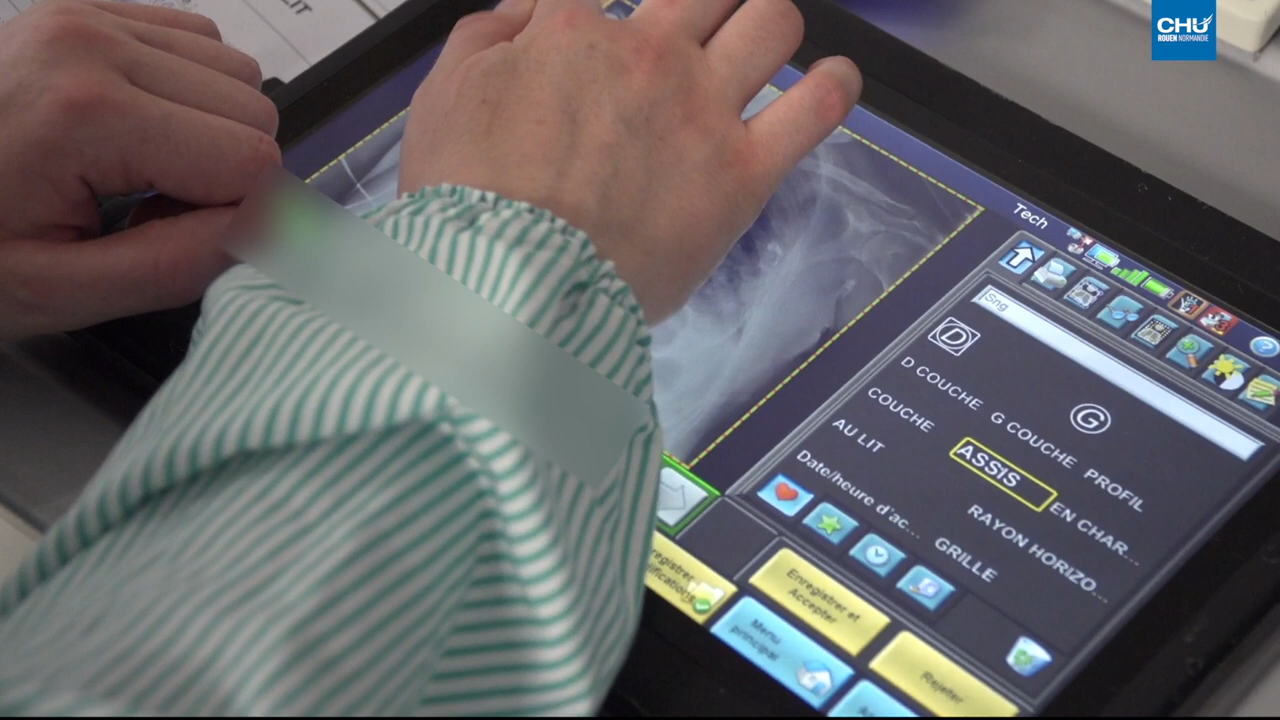 LIT
CHU
ROUEN NORMANDIE
Tech
Sng
D
G
D COUCHE G COUCHE PROFIL
COUCHE ASSIS EN CHAR...
AU LIT RAYON HORIZO...
Date/heure d'ac... GRILLE
Enregistrer et
Accepter
Menu
principal
Rejeter